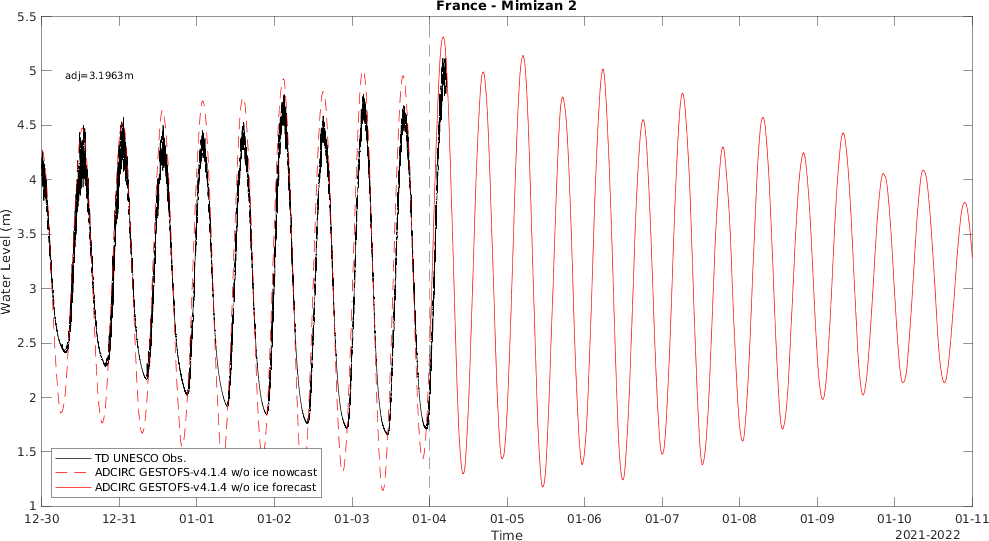 France - Mimizan 2
adj=3.1963m
5.5
5
4.5
4
3.5
3
2.5
2
1.5
1
Water Level (m)
TD UNESCO Obs.
ADCIRC GESTOFS-v4.1.4 w/o ice nowcast
ADCIRC GESTOFS-v4.1.4 w/o ice forecast
12-30 12-31 01-01 01-02 01-03 01-04 01-05 01-06 01-07 01-08 01-09 01-10 01-11
Time
2021-2022